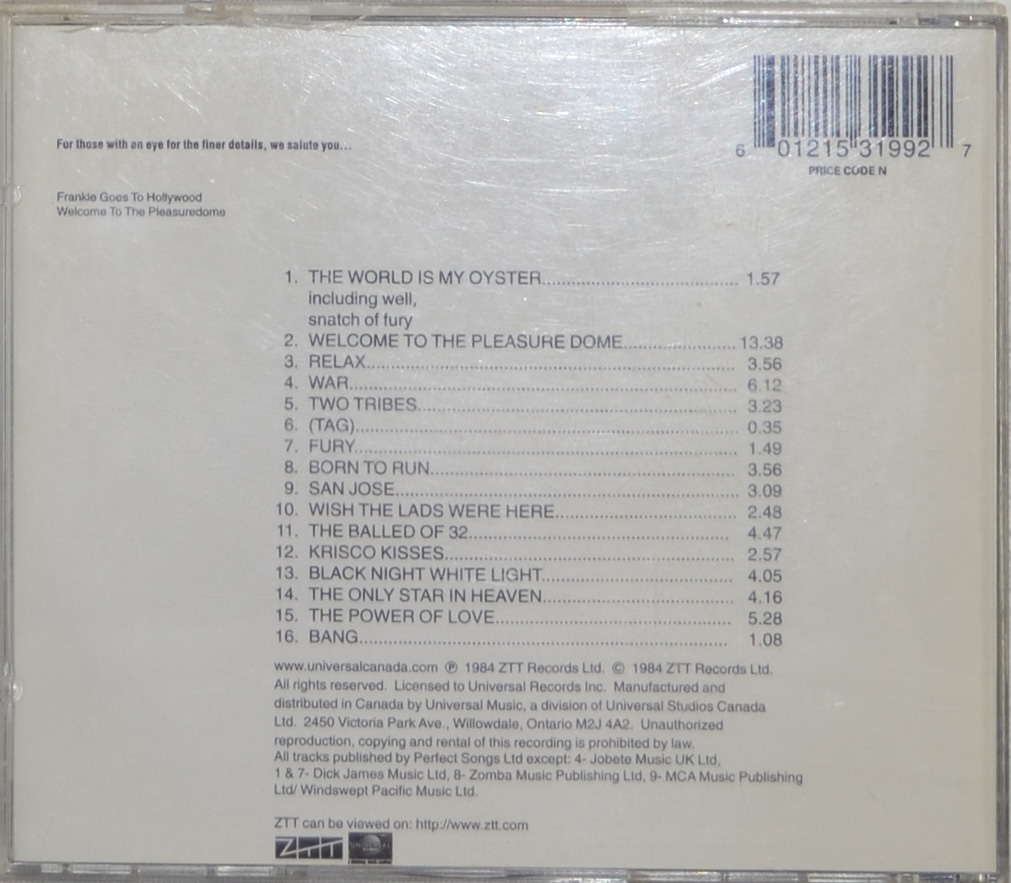 For those with an eye for the finer details, we salute you...
6 01215 31992 7
PRICE CODE N
Frankie Goes To Hollywood
Welcome To The Pleasuredome
1. THE WORLD IS MY OYSTER.......... 1.57
including well,
snatch of fury
2. WELCOME TO THE PLEASURE DOME.......... 13.38
3. RELAX.......... 3.56
4. WAR.......... 6.12
5. TWO TRIBES.......... 3.23
6. (TAG).......... 0.35
7. FURY.......... 1.49
8. BORN TO RUN.......... 3.56
9. SAN JOSE.......... 3.09
10. WISH THE LADS WERE HERE.......... 2.48
11. THE BALLED OF 32.......... 4.47
12. KRISCO KISSES.......... 2.57
13. BLACK NIGHT WHITE LIGHT.......... 4.05
14. THE ONLY STAR IN HEAVEN.......... 4.16
15. THE POWER OF LOVE.......... 5.28
16. BANG.......... 1.08
www.universalcanada.com ℗ 1984 ZTT Records Ltd. © 1984 ZTT Records Ltd.
All rights reserved. Licensed to Universal Records Inc. Manufactured and
distributed in Canada by Universal Music, a division of Universal Studios Canada
Ltd. 2450 Victoria Park Ave., Willowdale, Ontario M2J 4A2. Unauthorized
reproduction, copying and rental of this recording is prohibited by law.
All tracks published by Perfect Songs Ltd except: 4- Jobete Music UK Ltd,
1 & 7- Dick James Music Ltd, 8- Zomba Music Publishing Ltd, 9- MCA Music Publishing
Ltd/ Windswept Pacific Music Ltd.
ZTT can be viewed on: http://www.ztt.com
ZTT UNIVERSAL